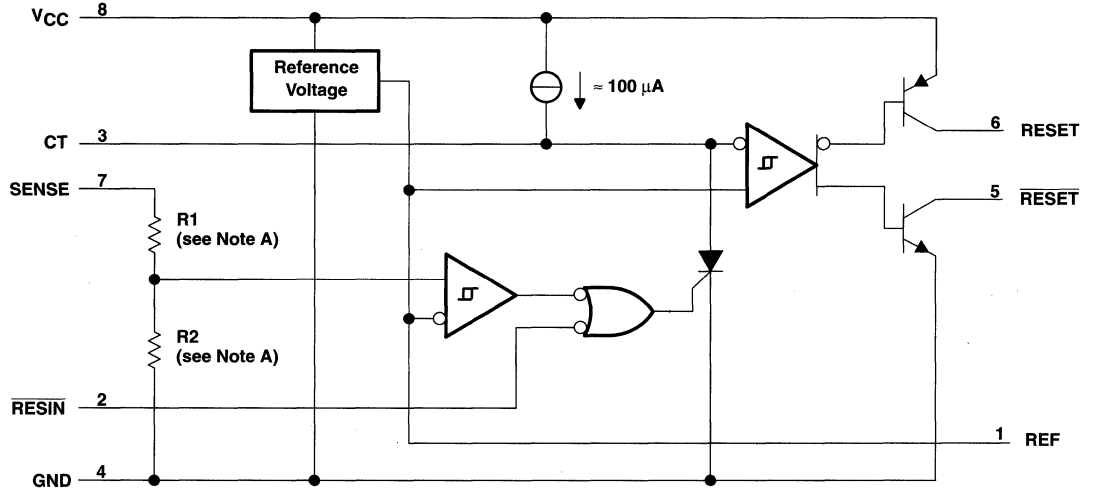 VCC 8
Reference
Voltage
≈ 100 μA
CT 3
6 RESET
SENSE 7
5 RESET
R1
(see Note A)
R2
(see Note A)
RESIN 2
1 REF
GND 4